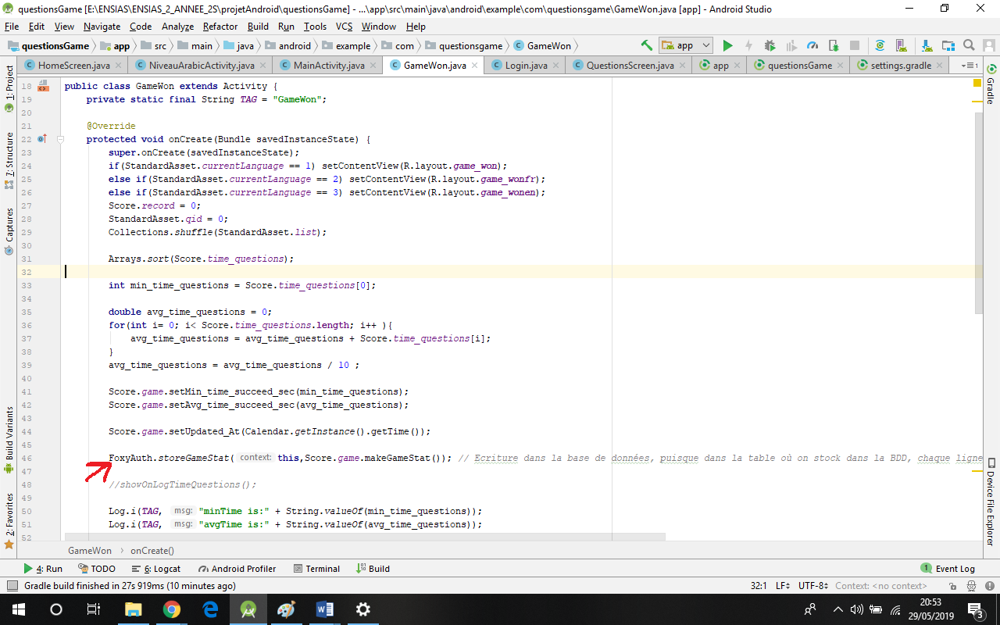 questionsGame [E:\ENSIAS\ENSIAS_2_ANNEE_2S\projetAndroid\questionsGame] - ...\app\src\main\java\android\example\com\questionsgame\GameWon.java [app] - Android Studio
File Edit View Navigate Code Analyze Refactor Build Run Tools VCS Window Help
questionsGame app src main java android example com questionsgame GameWon app
HomeScreen.java NiveauArabicActivity.java MainActivity.java GameWon.java Login.java QuestionsScreen.java app questionsGame settings.gradle
1: Project
7: Structure
Captures
Build Variants
2: Favorites
Gradle
Device File Explorer
18 public class GameWon extends Activity {
19 private static final String TAG = "GameWon";
20
21 @Override
22 protected void onCreate(Bundle savedInstanceState) {
23 super.onCreate(savedInstanceState);
24 if(StandardAsset.currentLanguage == 1) setContentView(R.layout.game_won);
25 else if(StandardAsset.currentLanguage == 2) setContentView(R.layout.game_wonfr);
26 else if(StandardAsset.currentLanguage == 3) setContentView(R.layout.game_wonen);
27 Score.record = 0;
28 StandardAsset.qid = 0;
29 Collections.shuffle(StandardAsset.list);
30
31 Arrays.sort(Score.time_questions);
32
33 int min_time_questions = Score.time_questions[0];
34
35 double avg_time_questions = 0;
36 for(int i= 0; i< Score.time_questions.length; i++ ){
37 avg_time_questions = avg_time_questions + Score.time_questions[i];
38 }
39 avg_time_questions = avg_time_questions / 10 ;
40
41 Score.game.setMin_time_succeed_sec(min_time_questions);
42 Score.game.setAvg_time_succeed_sec(avg_time_questions);
43
44 Score.game.setUpdated_At(Calendar.getInstance().getTime());
45
46 FoxyAuth.storeGameStat( context: this,Score.game.makeGameStat()); // Ecriture dans la base de données, puisque dans la table où on stock dans la BDD, chaque ligne
47
48 //showOnLogTimeQuestions();
49
50 Log.i(TAG, msg: "minTime is:" + String.valueOf(min_time_questions));
51 Log.i(TAG, msg: "avgTime is:" + String.valueOf(avg_time_questions));
52
GameWon › onCreate()
4: Run TODO 6: Logcat Android Profiler Terminal Build 1 Event Log
Gradle build finished in 27s 919ms (10 minutes ago) 32:1 LF UTF-8 Context: <no context>
20:53
29/05/2019
3